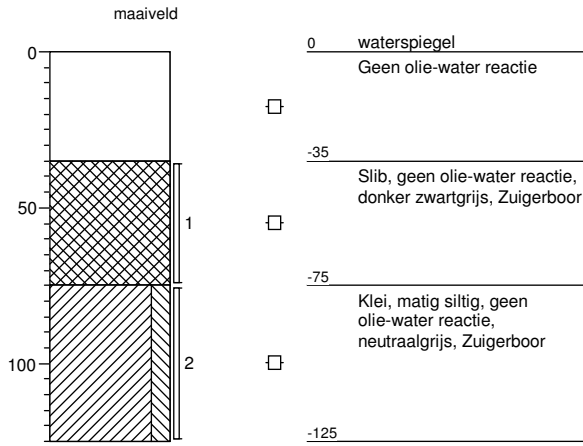 maaiveld
0
50
100
1
2
0
waterspiegel
Geen olie-water reactie
-35
Slib, geen olie-water reactie,
donker zwartgrijs, Zuigerboor
-75
Klei, matig siltig, geen
olie-water reactie,
neutraalgrijs, Zuigerboor
-125